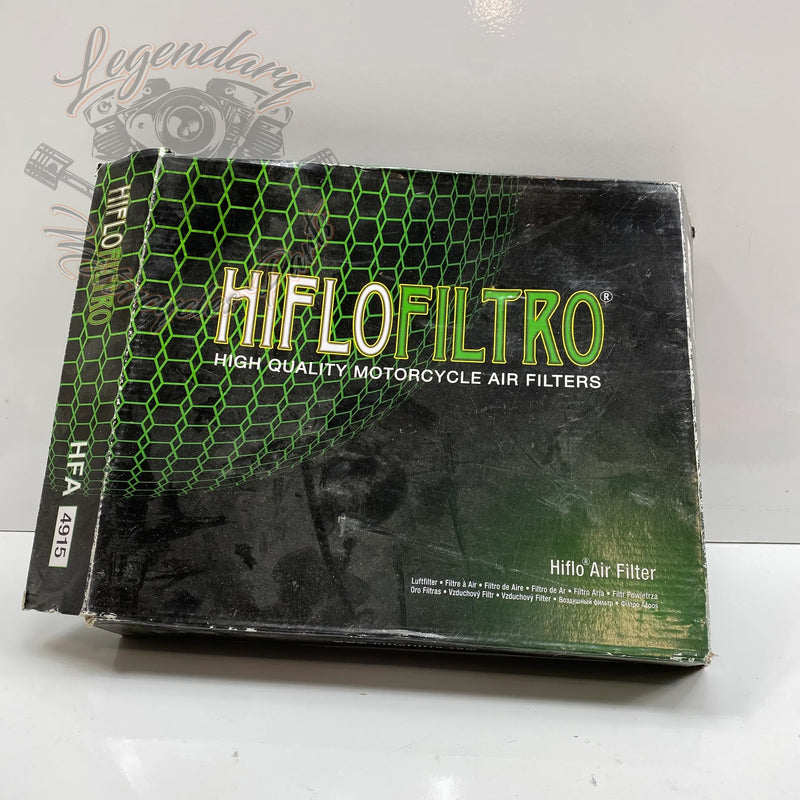 Legendary
HIFLOFILTRO
HFA 4915
HIFLOFILTRO®
HIGH QUALITY MOTORCYCLE AIR FILTERS
Hiflo® Air Filter
Luftfilter • Filtre à Air • Filtro de Aire • Filtro de Ar • Filtro Aria • Filtr Powietrza
Oro Filtras • Vzduchový Filtr • Vzduchový Filter • Воздушный фильтр • Φίλτρο Αέρος